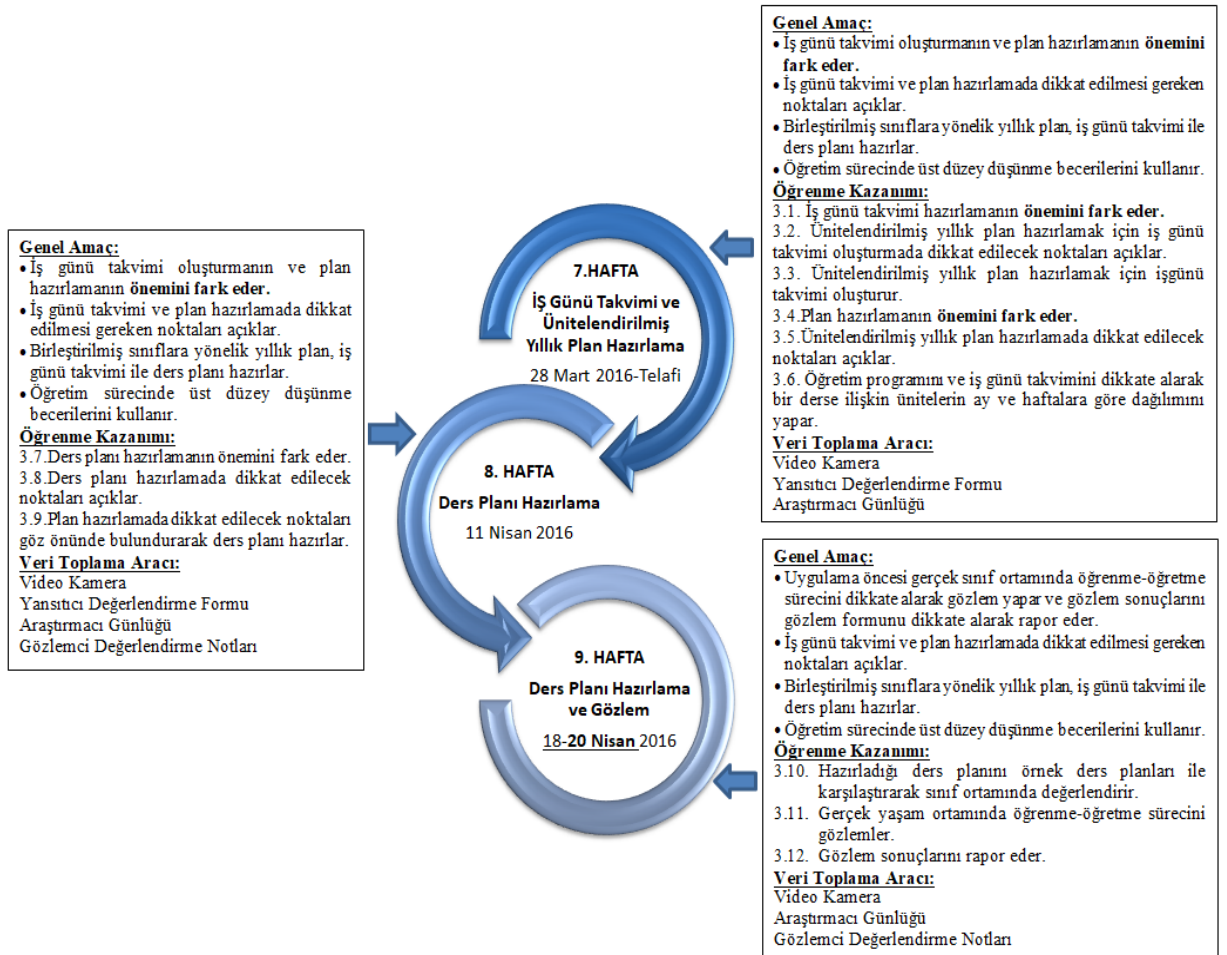 7.HAFTA
İŞ Günü Takvimi ve
Ünitelendirilmiş
Yıllık Plan Hazırlama
28 Mart 2016-Telafi
Genel Amaç:
• İş günü takvimi oluşturmanın ve plan hazırlamanın önemini
fark eder.
• İş günü takvimi ve plan hazırlamada dikkat edilmesi gereken
noktaları açıklar.
• Birleştirilmiş sınıflara yönelik yıllık plan, iş günü takvimi ile
ders planı hazırlar.
• Öğretim sürecinde üst düzey düşünme becerilerini kullanır.
Öğrenme Kazanımı:
3.1. İş günü takvimi hazırlamanın önemini fark eder.
3.2. Ünitelendirilmiş yıllık plan hazırlamak için iş günü
takvimi oluşturmada dikkat edilecek noktaları açıklar.
3.3. Ünitelendirilmiş yıllık plan hazırlamak için işgünü
takvimi oluşturur.
3.4.Plan hazırlamanın önemini fark eder.
3.5.Ünitelendirilmiş yıllık plan hazırlamada dikkat edilecek
noktaları açıklar.
3.6. Öğretim programını ve iş günü takvimini dikkate alarak
bir derse ilişkin ünitelerin ay ve haftalara göre dağılımını
yapar.
Veri Toplama Aracı:
Video Kamera
Yansıtıcı Değerlendirme Formu
Araştırmacı Günlüğü
8. HAFTA
Ders Planı Hazırlama
11 Nisan 2016
Genel Amaç:
• İş günü takvimi oluşturmanın ve plan
hazırlamanın önemini fark eder.
• İş günü takvimi ve plan hazırlamada dikkat
edilmesi gereken noktaları açıklar.
• Birleştirilmiş sınıflara yönelik yıllık plan, iş
günü takvimi ile ders planı hazırlar.
• Öğretim sürecinde üst düzey düşünme
becerilerini kullanır.
Öğrenme Kazanımı:
3.7.Ders planı hazırlamanın önemini fark eder.
3.8.Ders planı hazırlamada dikkat edilecek
noktaları açıklar.
3.9.Plan hazırlamada dikkat edilecek noktaları
göz önünde bulundurarak ders planı hazırlar.
Veri Toplama Aracı:
Video Kamera
Yansıtıcı Değerlendirme Formu
Araştırmacı Günlüğü
Gözlemci Değerlendirme Notları
9. HAFTA
Ders Planı Hazırlama
ve Gözlem
18-20 Nisan 2016
Genel Amaç:
• Uygulama öncesi gerçek sınıf ortamında öğrenme-öğretme
sürecini dikkate alarak gözlem yapar ve gözlem sonuçlarını
gözlem formunu dikkate alarak rapor eder.
• İş günü takvimi ve plan hazırlamada dikkat edilmesi gereken
noktaları açıklar.
• Birleştirilmiş sınıflara yönelik yıllık plan, iş günü takvimi ile
ders planı hazırlar.
• Öğretim sürecinde üst düzey düşünme becerilerini kullanır.
Öğrenme Kazanımı:
3.10. Hazırladığı ders planını örnek ders planları ile
karşılaştırarak sınıf ortamında değerlendirir.
3.11. Gerçek yaşam ortamında öğrenme-öğretme sürecini
gözlemler.
3.12. Gözlem sonuçlarını rapor eder.
Veri Toplama Aracı:
Video Kamera
Araştırmacı Günlüğü
Gözlemci Değerlendirme Notları